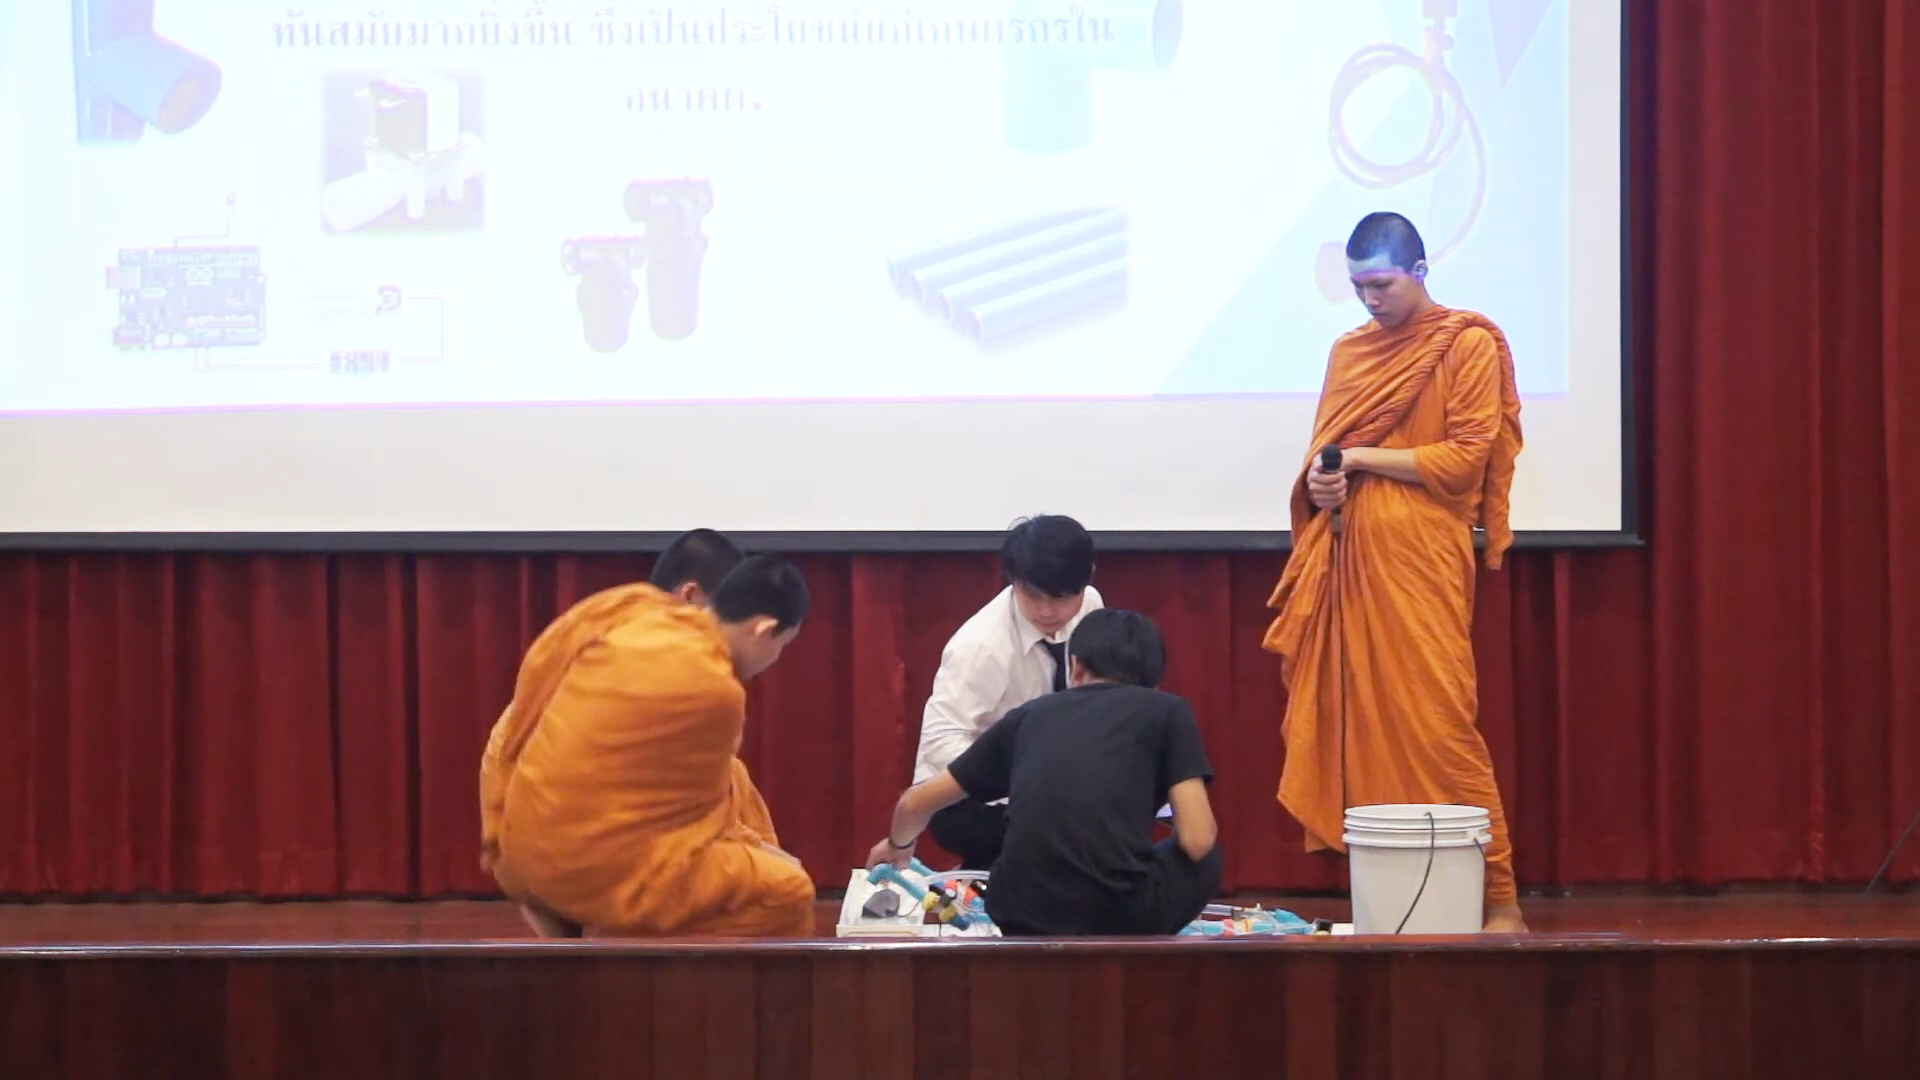 ทันสมัยมากยิ่งขึ้น ซึ่งเป็นประโยชน์แก่เกษตรกรใน
อนาคต.